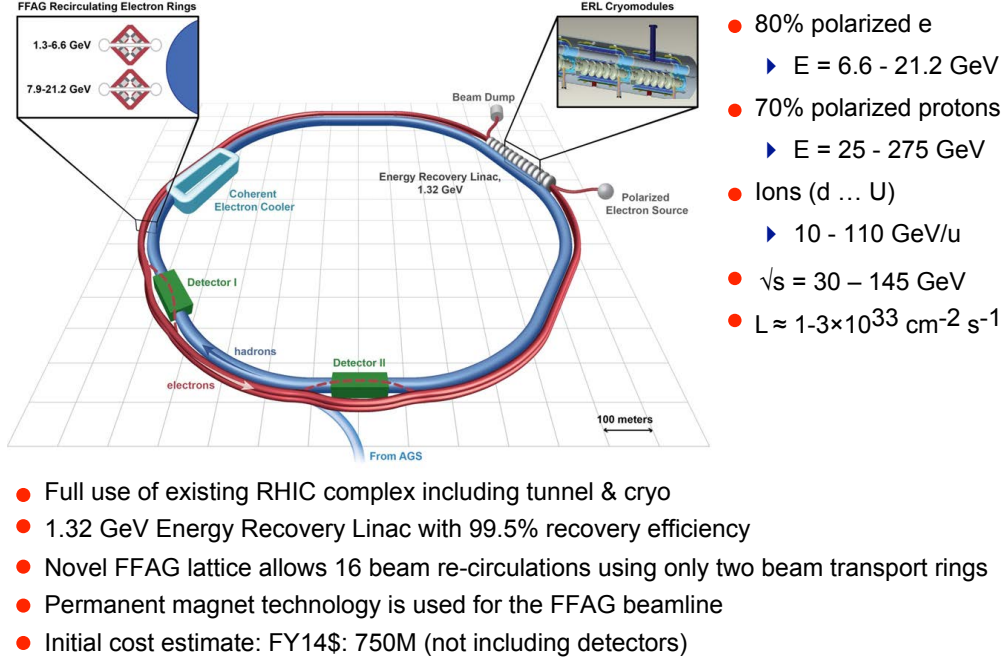 FFAG Recirculating Electron Rings
1.3-6.6 GeV
7.9-21.2 GeV
ERL Cryomodules
Beam Dump
Energy Recovery Linac,
1.32 GeV
Polarized
Electron Source
Coherent
Electron Cooler
Detector I
hadrons
electrons
Detector II
100 meters
From AGS
80% polarized e
E = 6.6 - 21.2 GeV
70% polarized protons
E = 25 - 275 GeV
Ions (d … U)
10 - 110 GeV/u
√s = 30 – 145 GeV
L ≈ 1-3×10^33 cm^-2 s^-1
Full use of existing RHIC complex including tunnel & cryo
1.32 GeV Energy Recovery Linac with 99.5% recovery efficiency
Novel FFAG lattice allows 16 beam re-circulations using only two beam transport rings
Permanent magnet technology is used for the FFAG beamline
Initial cost estimate: FY14$: 750M (not including detectors)